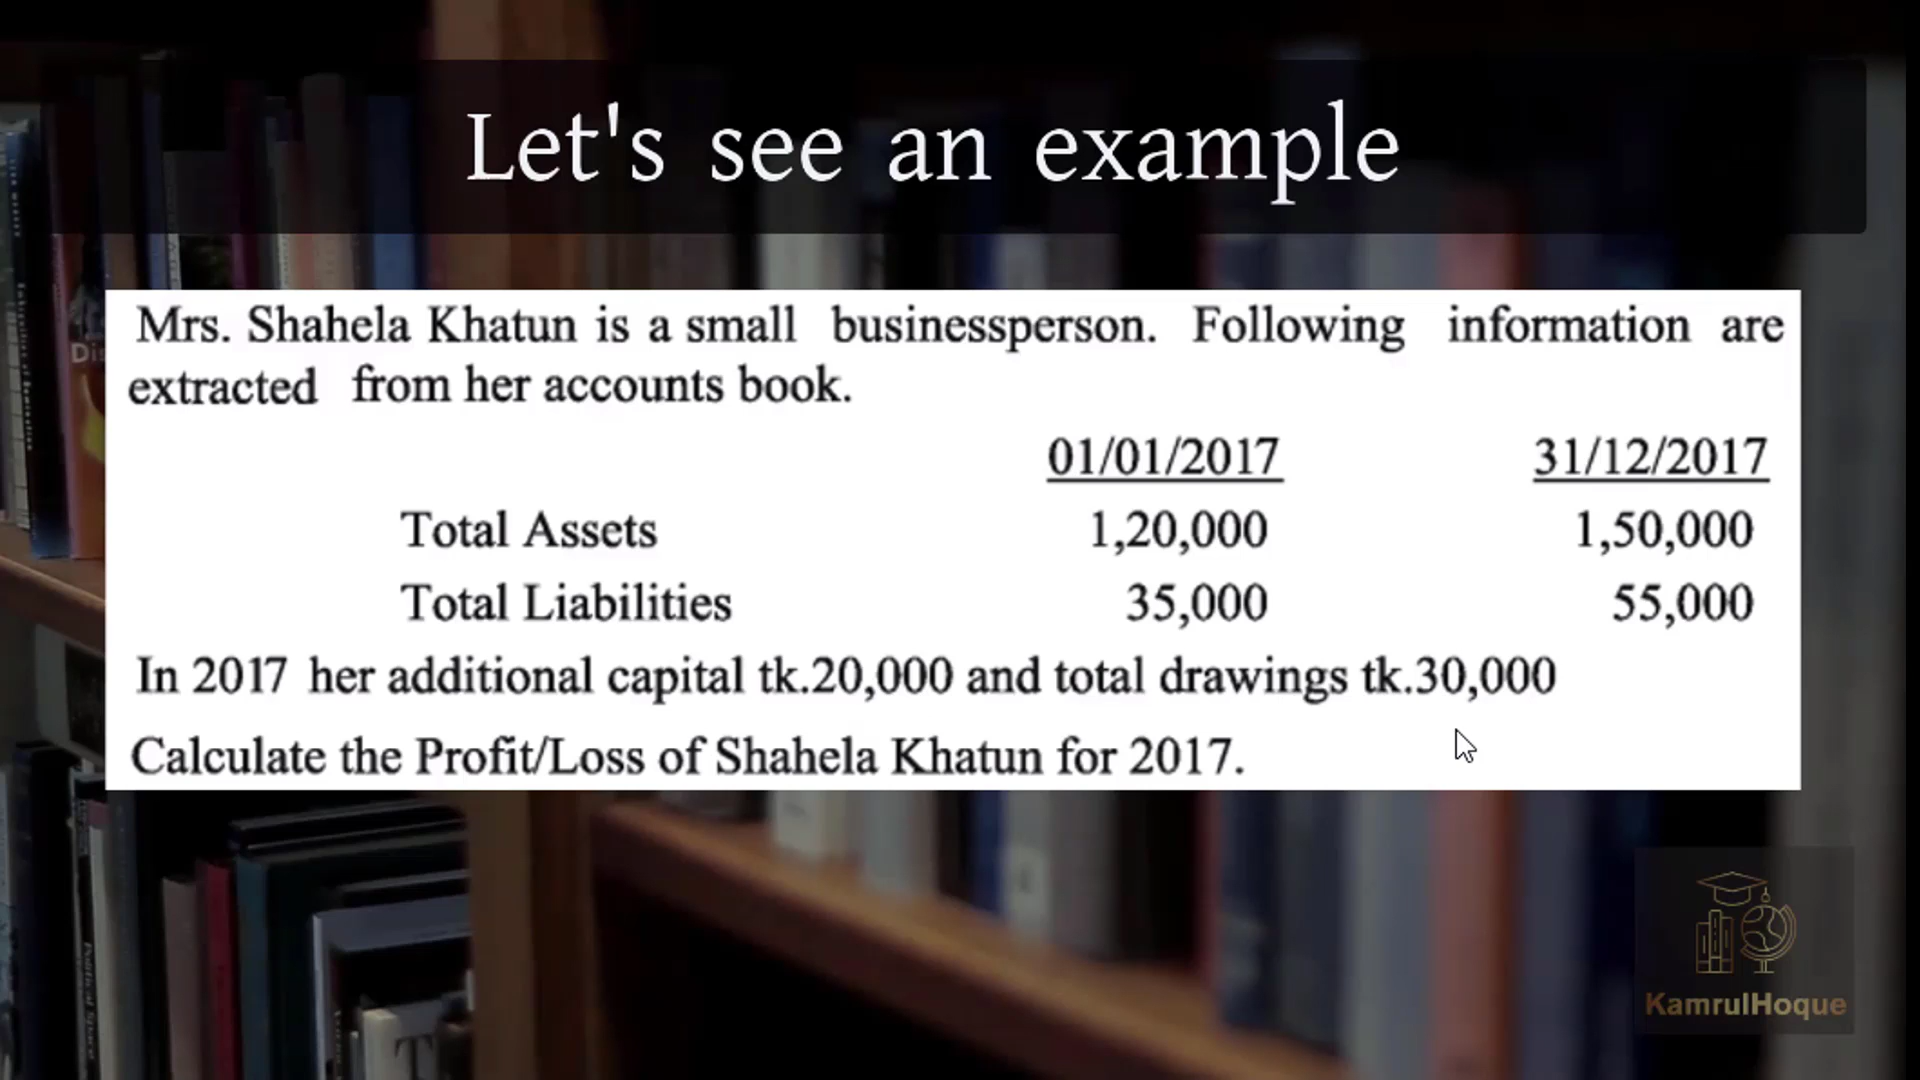 Let's see an example
Mrs. Shahela Khatun is a small businessperson. Following information are
extracted from her accounts book.
01/01/2017 31/12/2017
Total Assets 1,20,000 1,50,000
Total Liabilities 35,000 55,000
In 2017 her additional capital tk.20,000 and total drawings tk.30,000
Calculate the Profit/Loss of Shahela Khatun for 2017.
KamrulHoque